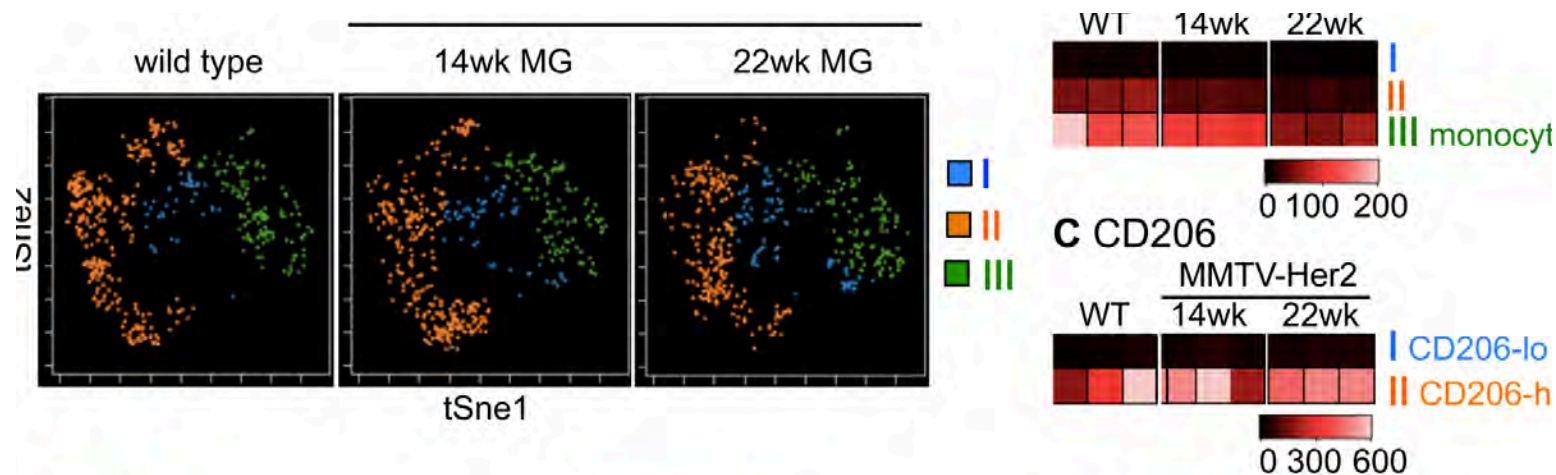 wild type
14wk MG
22wk MG
tSne2
tSne1
I
II
III
WT 14wk 22wk
I
II
III monocyt
0 100 200
C CD206
MMTV-Her2
WT 14wk 22wk
I CD206-lo
II CD206-h
0 300 600